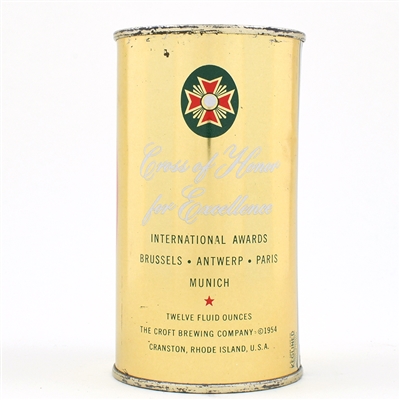 Cross of Honor
for Excellence
INTERNATIONAL AWARDS
BRUSSELS • ANTWERP • PARIS
MUNICH
TWELVE FLUID OUNCES
THE CROFT BREWING COMPANY-©1954
CRANSTON, RHODE ISLAND, U.S.A.